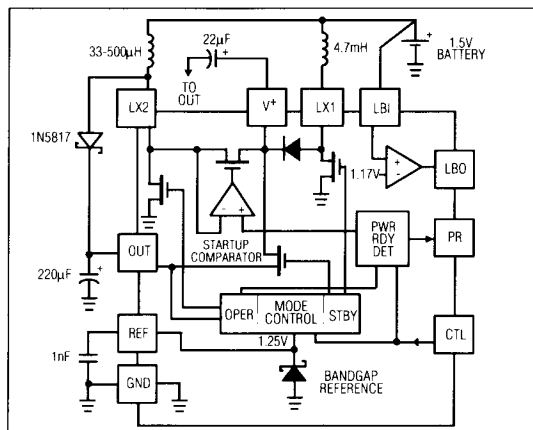 33-500μH
22μF
+
4.7mH
+
1.5V
BATTERY
TO
OUT
LX2
V+
LX1
LBI
1N5817
+
-
1.17V
LBO
- +
PWR
RDY
DET
PR
STARTUP
COMPARATOR
OUT
220μF
+
OPER
MODE
CONTROL
STBY
CTL
REF
1.25V
1nF
GND
BANDGAP
REFERENCE